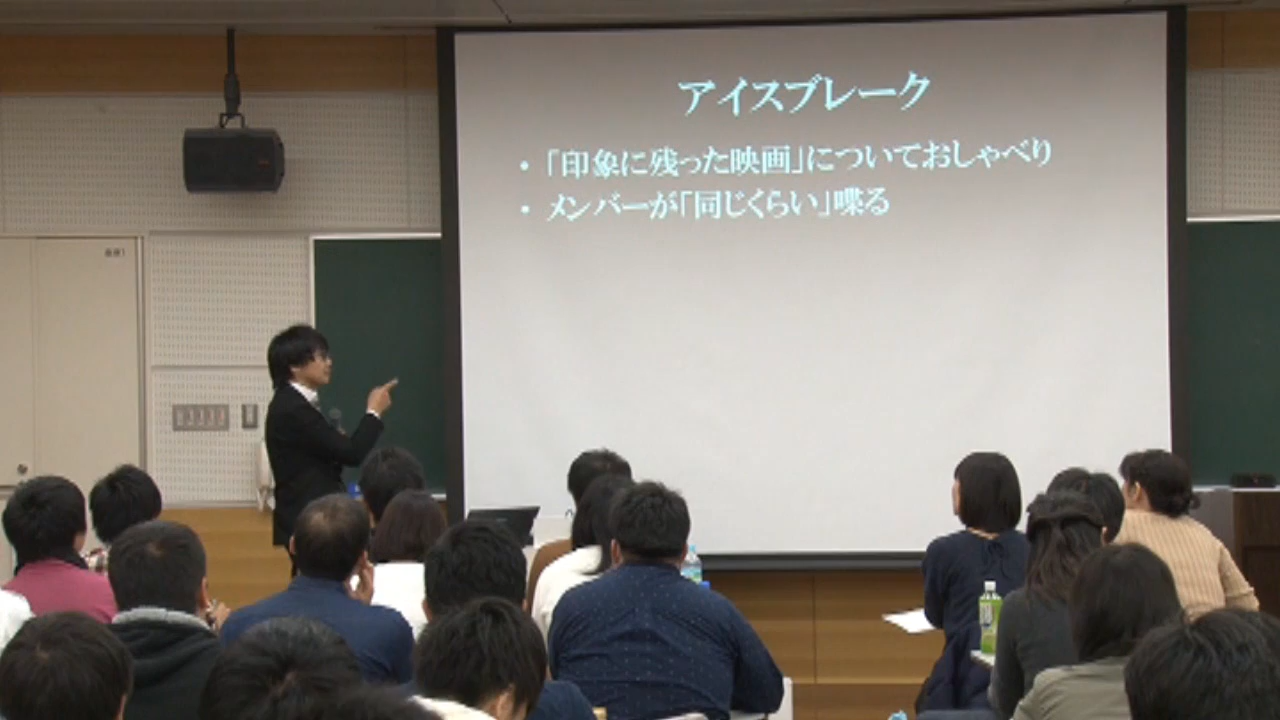 アイスブレーク
・「印象に残った映画」についておしゃべり
・メンバーが「同じくらい」喋る